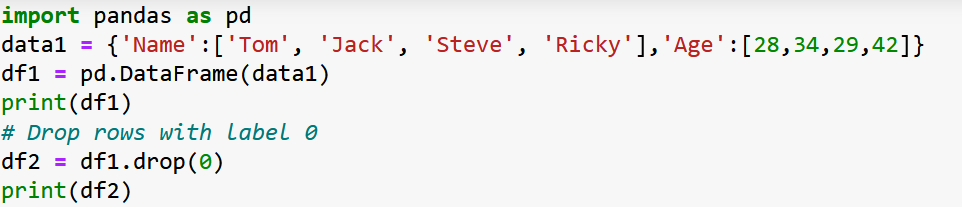 import pandas as pd
data1 = {'Name':['Tom', 'Jack', 'Steve', 'Ricky'],'Age':[28,34,29,42]}
df1 = pd.DataFrame(data1)
print(df1)
# Drop rows with label 0
df2 = df1.drop(0)
print(df2)